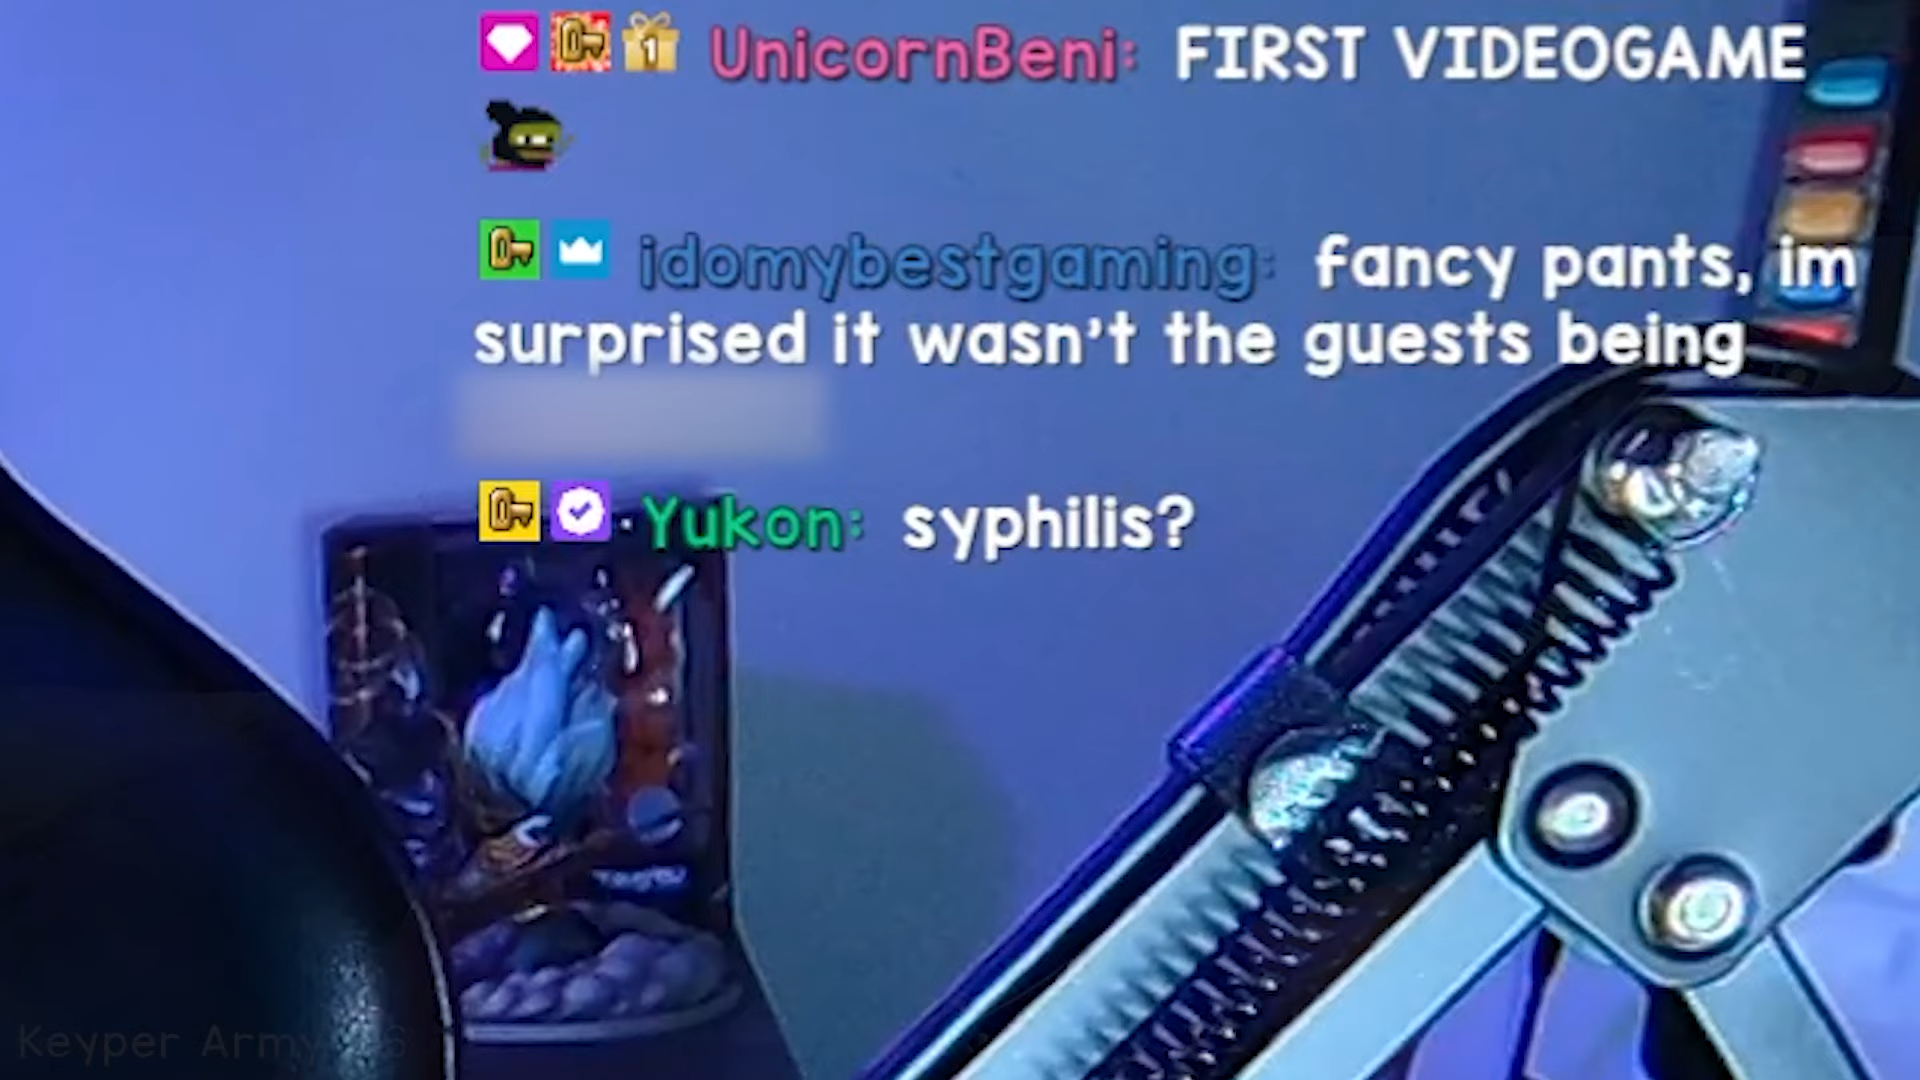 UnicornBeni: FIRST VIDEOGAME
idomybestgaming: fancy pants, im
surprised it wasn't the guests being
Yukon: syphilis?
Keyper Army